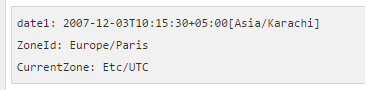 date1: 2007-12-03T10:15:30+05:00[Asia/Karachi]
ZoneId: Europe/Paris
CurrentZone: Etc/UTC